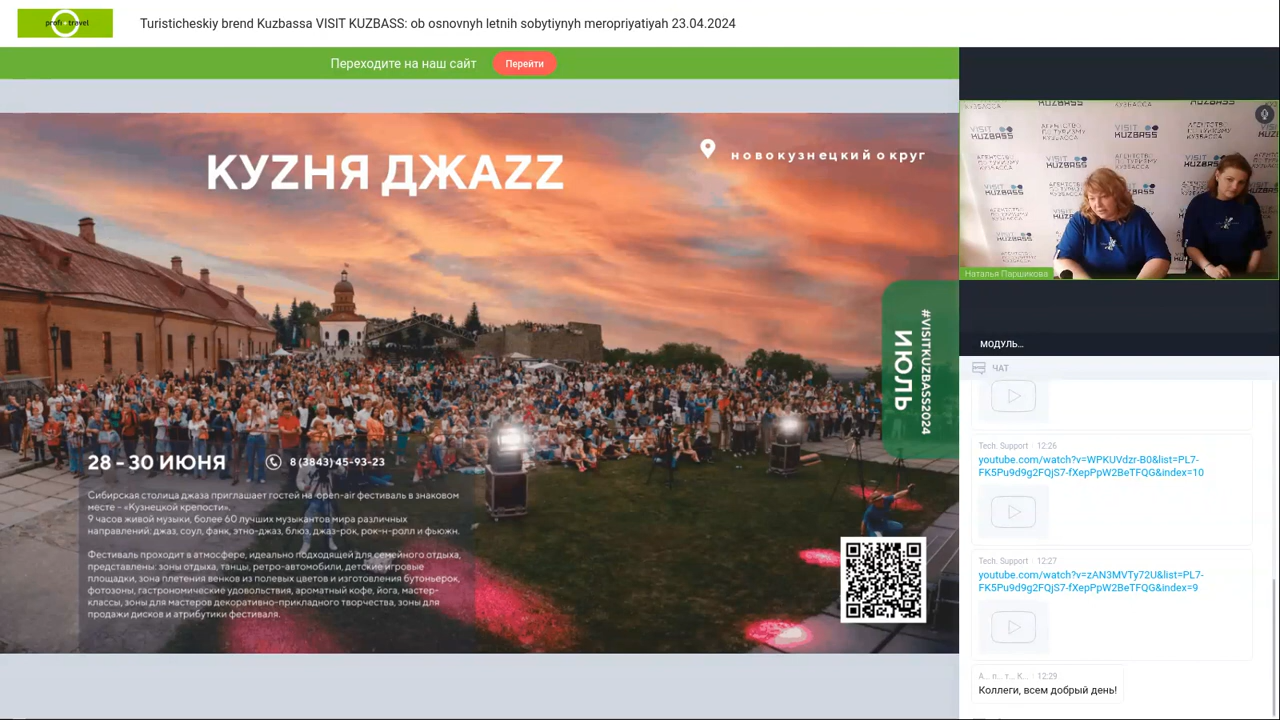 profi travel
Turisticheskiy brend Kuzbassa VISIT KUZBASS: ob osnovnyh letnih sobytiynyh meropriyatiyah 23.04.2024
Переходите на наш сайт
Перейти
КУZНЯ ДЖАZZ
новокузнецкий округ
#VISITKUZBASS2024
ИЮЛЬ
28 – 30 ИЮНЯ
8 (3843) 45-93-23
Сибирская столица джаза приглашает гостей на open-air фестиваль в знаковом
месте – «Кузнецкой крепости».
9 часов живой музыки, более 60 лучших музыкантов мира различных
направлений: джаз, соул, фанк, этно-джаз, блюз, джаз-рок, рок-н-ролл и фьюжн.
Фестиваль проходит в атмосфере, идеально подходящей для семейного отдыха,
представлены: зоны отдыха, танцы, ретро-автомобили, детские игровые
площадки, зона плетения венков из полевых цветов и изготовления бутоньерок,
фотозоны, гастрономические удовольствия, ароматный кофе, йога, мастер-
классы, зоны для мастеров декоративно-прикладного творчества, зоны для
продажи дисков и атрибутики фестиваля.
VISIT KUZBASS
АГЕНТСТВО
ПО ТУРИЗМУ
КУЗБАССА
Наталья Паршикова
МОДУЛЬ...
ЧАТ
Tech. Support 12:26
youtube.com/watch?v=WPKUVdzr-B0&list=PL7-
FK5Pu9d9g2FQjS7-fXepPpW2BeTFQG&index=10
Tech. Support 12:27
youtube.com/watch?v=zAN3MVTy72U&list=PL7-
FK5Pu9d9g2FQjS7-fXepPpW2BeTFQG&index=9
А... п... т... К... 12:29
Коллеги, всем добрый день!